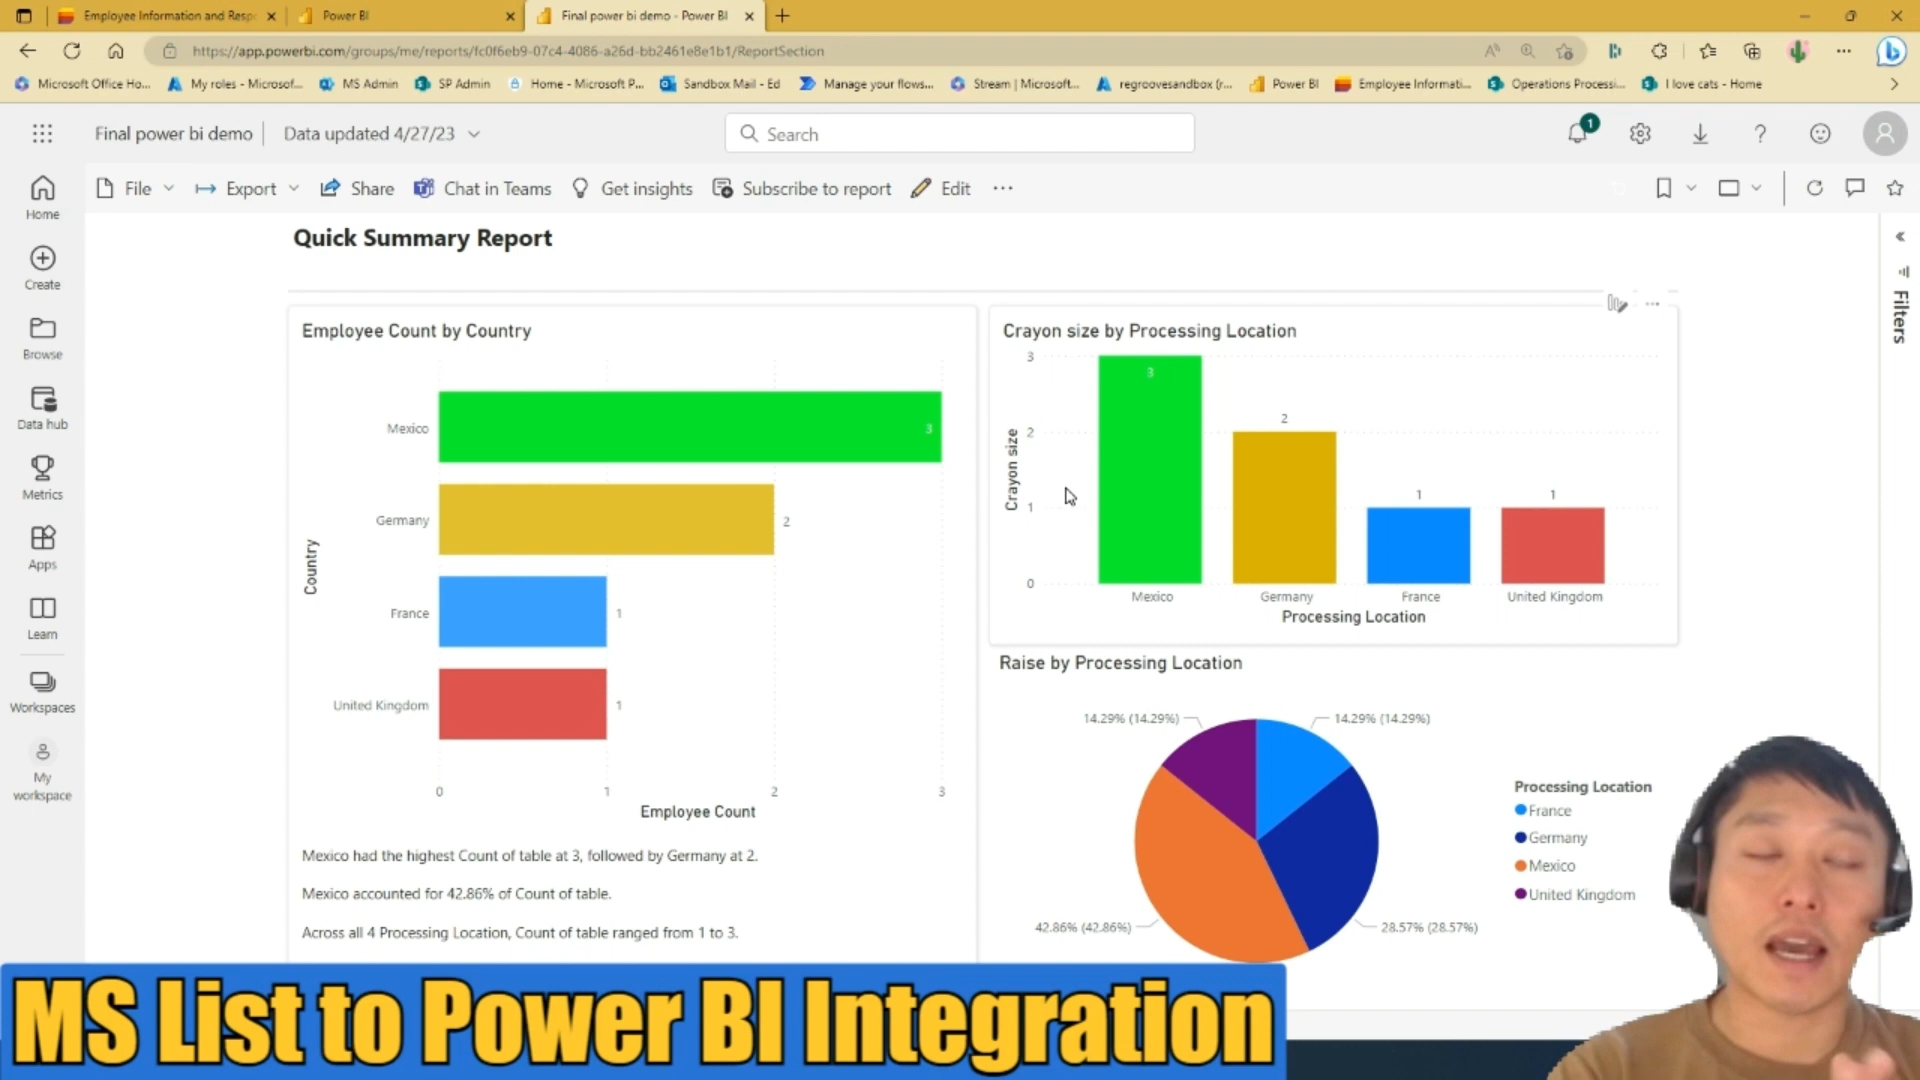 Employee Information and Resp
Power BI
Final power bi demo - Power BI
https://app.powerbi.com/groups/me/reports/fc0f6eb9-07c4-4086-a26d-bb2461e8e1b1/ReportSection
Microsoft Office Ho...
My roles - Microsof...
MS Admin
SP Admin
Home - Microsoft P...
Sandbox Mail - Ed
Manage your flows...
Stream | Microsoft...
regroovesandbox (r...
Power BI
Employee Informati...
Operations Processi...
I love cats - Home
Final power bi demo
Data updated 4/27/23
Search
1
File
Export
Share
Chat in Teams
Get insights
Subscribe to report
Edit
Home
Create
Browse
Data hub
Metrics
Apps
Learn
Workspaces
My
workspace
Filters
Quick Summary Report
Employee Count by Country
Country
Mexico
3
Germany
2
France
1
United Kingdom
1
0
1
2
3
Employee Count
Mexico had the highest Count of table at 3, followed by Germany at 2.
Mexico accounted for 42.86% of Count of table.
Across all 4 Processing Location, Count of table ranged from 1 to 3.
Crayon size by Processing Location
Crayon size
3
2
1
0
3
2
1
1
Mexico
Germany
France
United Kingdom
Processing Location
Raise by Processing Location
14.29% (14.29%)
14.29% (14.29%)
42.86% (42.86%)
28.57% (28.57%)
Processing Location
France
Germany
Mexico
United Kingdom
MS List to Power BI Integration